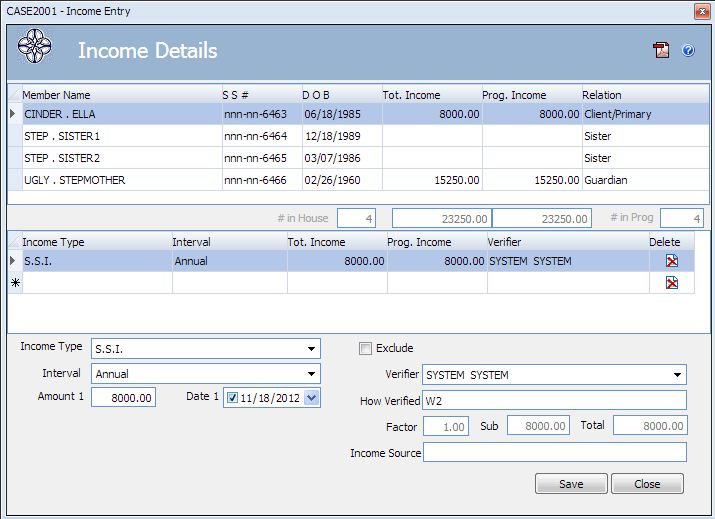 CASE2001 - Income Entry
Income Details
Member Name S S # D O B Tot. Income Prog. Income Relation
CINDER . ELLA nnn-nn-6463 06/18/1985 8000.00 8000.00 Client/Primary
STEP . SISTER1 nnn-nn-6464 12/18/1989 Sister
STEP . SISTER2 nnn-nn-6465 03/07/1986 Sister
UGLY . STEPMOTHER nnn-nn-6466 02/26/1960 15250.00 15250.00 Guardian
# in House 4 23250.00 23250.00 # in Prog 4
Income Type Interval Tot. Income Prog. Income Verifier Delete
S.S.I. Annual 8000.00 8000.00 SYSTEM SYSTEM
Income Type S.S.I. Exclude
Interval Annual Verifier SYSTEM SYSTEM
Amount 1 8000.00 Date 1 11/18/2012 How Verified W2
Factor 1.00 Sub 8000.00 Total 8000.00
Income Source
Save Close